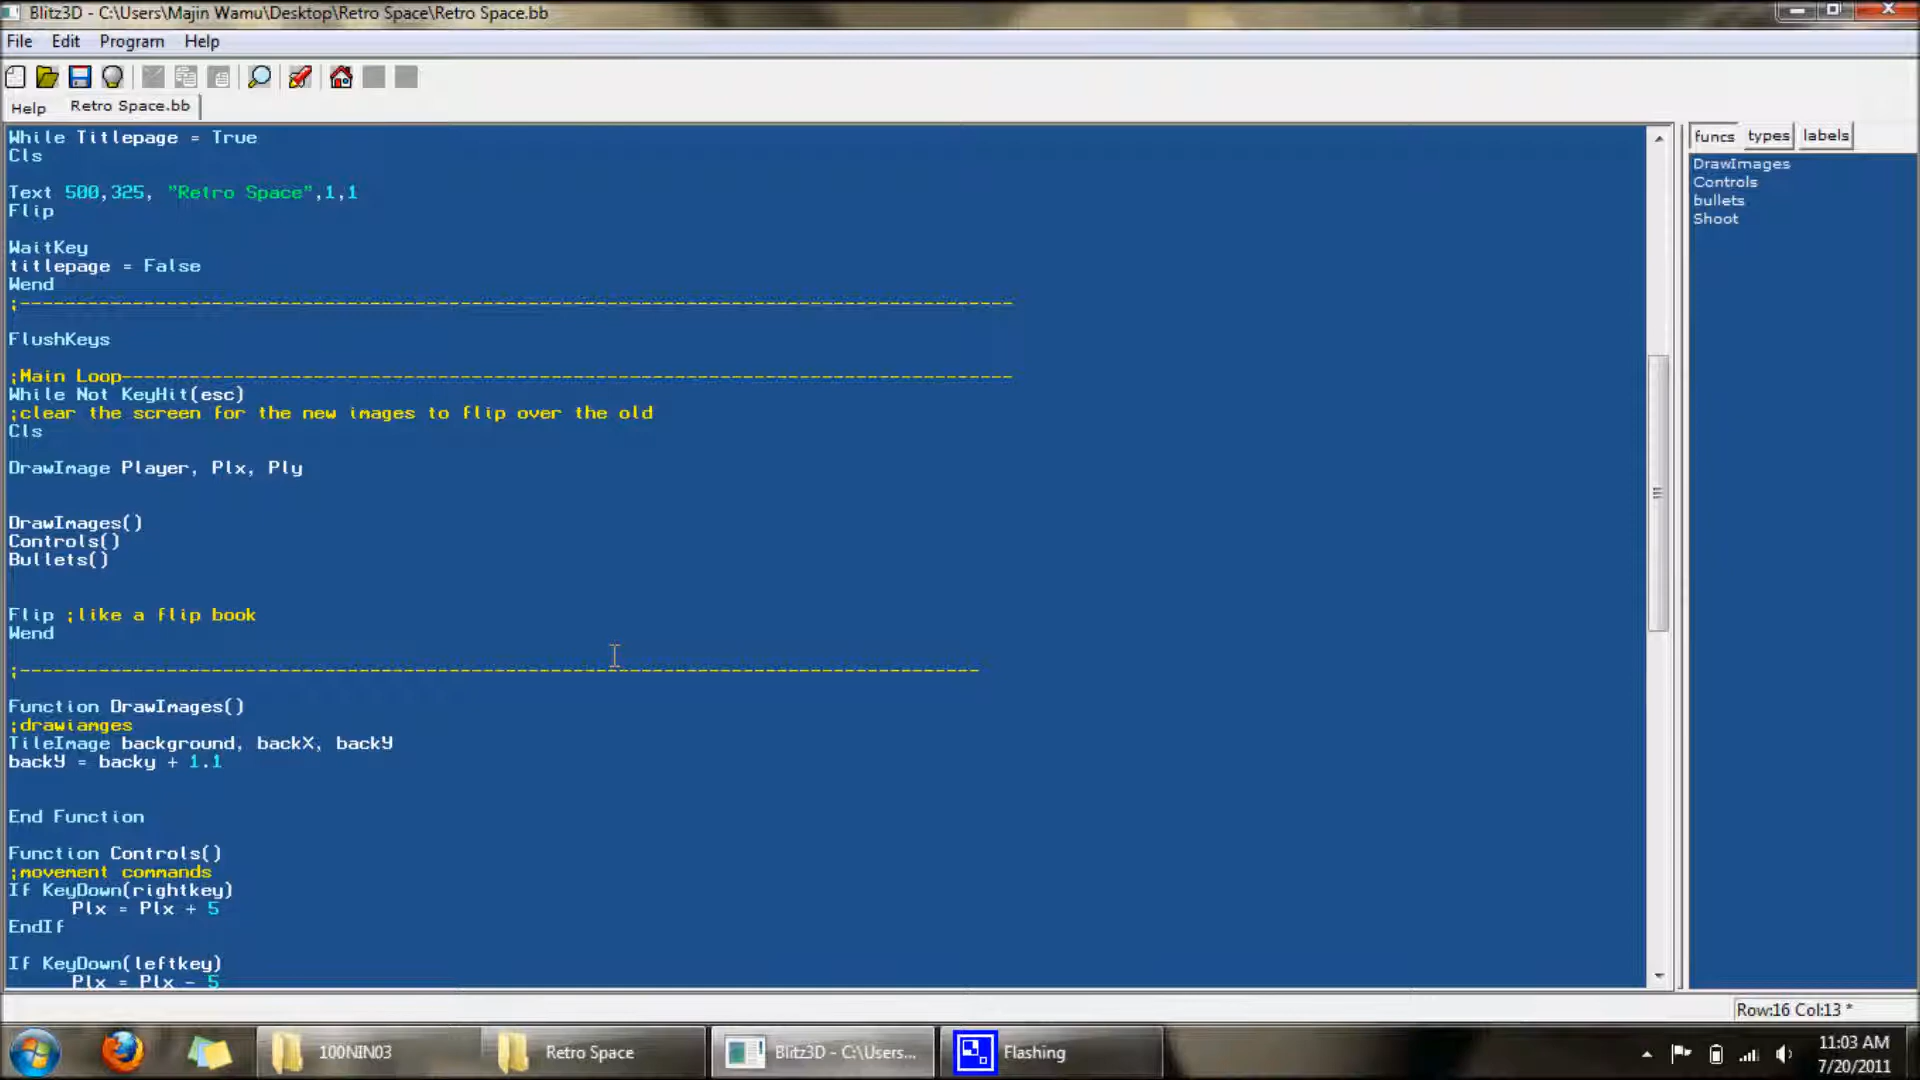 Blitz3D - C:\Users\Majin Wamu\Desktop\Retro Space\Retro Space.bb
File Edit Program Help
Help Retro Space.bb
While Titlepage = True
Cls
Text 500,325, "Retro Space",1,1
Flip
WaitKey
titlepage = False
Wend
;----------------------------------------------------------------------------------------
FlushKeys
;Main Loop-------------------------------------------------------------------------------
While Not KeyHit(esc)
;clear the screen for the new images to flip over the old
Cls
DrawImage Player, Plx, Ply
DrawImages()
Controls()
Bullets()
Flip ;like a flip book
Wend
;-------------------------------------------------------------------------------------
Function DrawImages()
;drawiamges
TileImage background, backX, backY
backY = backy + 1.1
End Function
Function Controls()
;movement commands
If KeyDown(rightkey)
Plx = Plx + 5
EndIf
If KeyDown(leftkey)
Plx = Plx - 5
funcs types labels
DrawImages
Controls
bullets
Shoot
Row:16 Col:13 *
100NIN03
Retro Space
Blitz3D - C:\Users...
Flashing
11:03 AM
7/20/2011